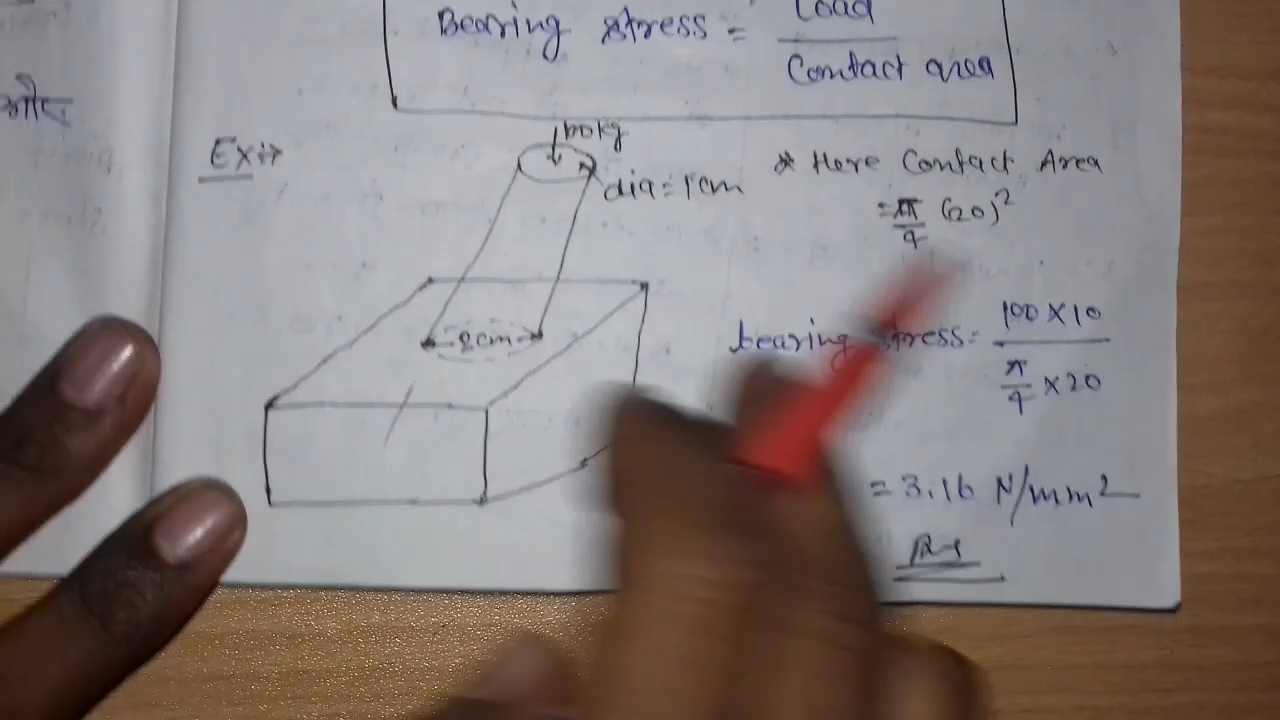 Load
Bearing stress = 
Contact area
और
Ex:→
100kg
dia = 1cm
* Here Contact Area
= π/4 (20)²
2cm
bearing stress = 100×10
π/4 ×20
= 3.16 N/mm²